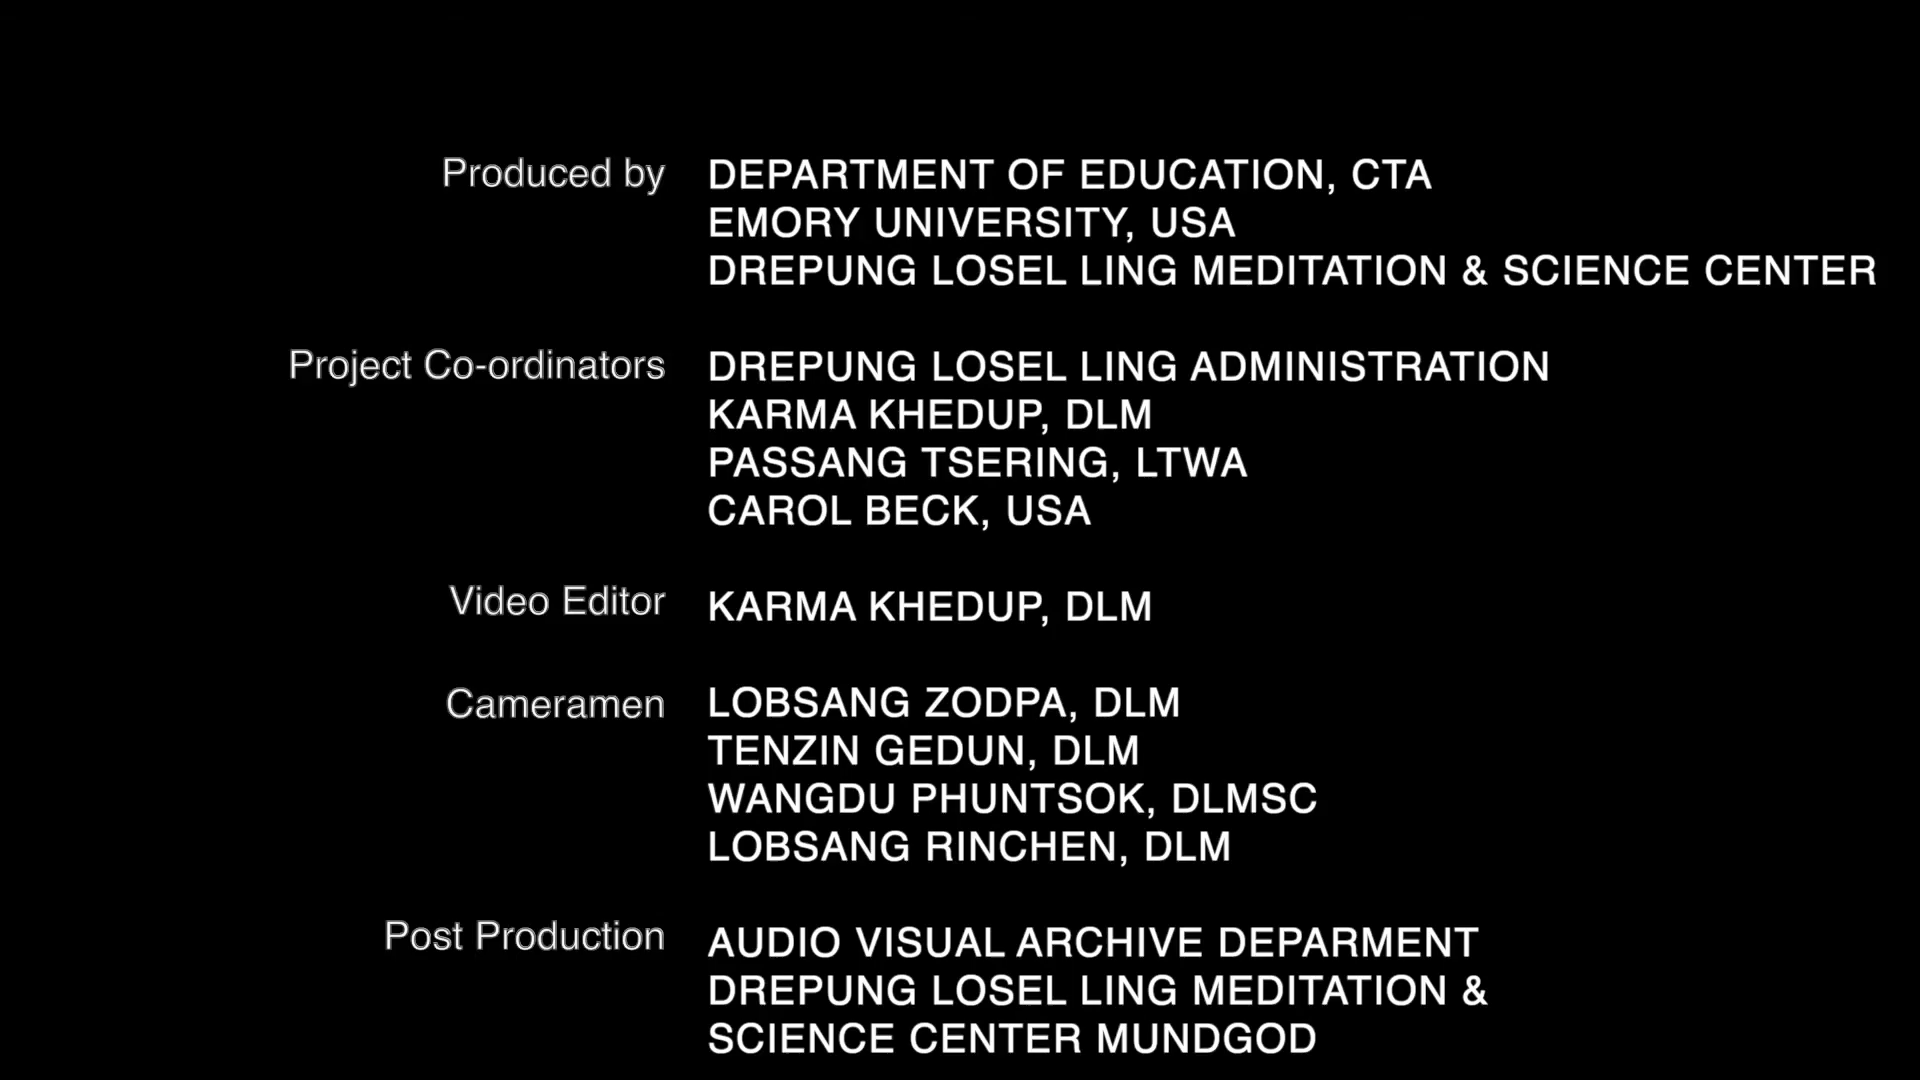 Produced by DEPARTMENT OF EDUCATION, CTA
EMORY UNIVERSITY, USA
DREPUNG LOSEL LING MEDITATION & SCIENCE CENTER
Project Co-ordinators DREPUNG LOSEL LING ADMINISTRATION
KARMA KHEDUP, DLM
PASSANG TSERING, LTWA
CAROL BECK, USA
Video Editor KARMA KHEDUP, DLM
Cameramen LOBSANG ZODPA, DLM
TENZIN GEDUN, DLM
WANGDU PHUNTSOK, DLMSC
LOBSANG RINCHEN, DLM
Post Production AUDIO VISUAL ARCHIVE DEPARMENT
DREPUNG LOSEL LING MEDITATION &
SCIENCE CENTER MUNDGOD